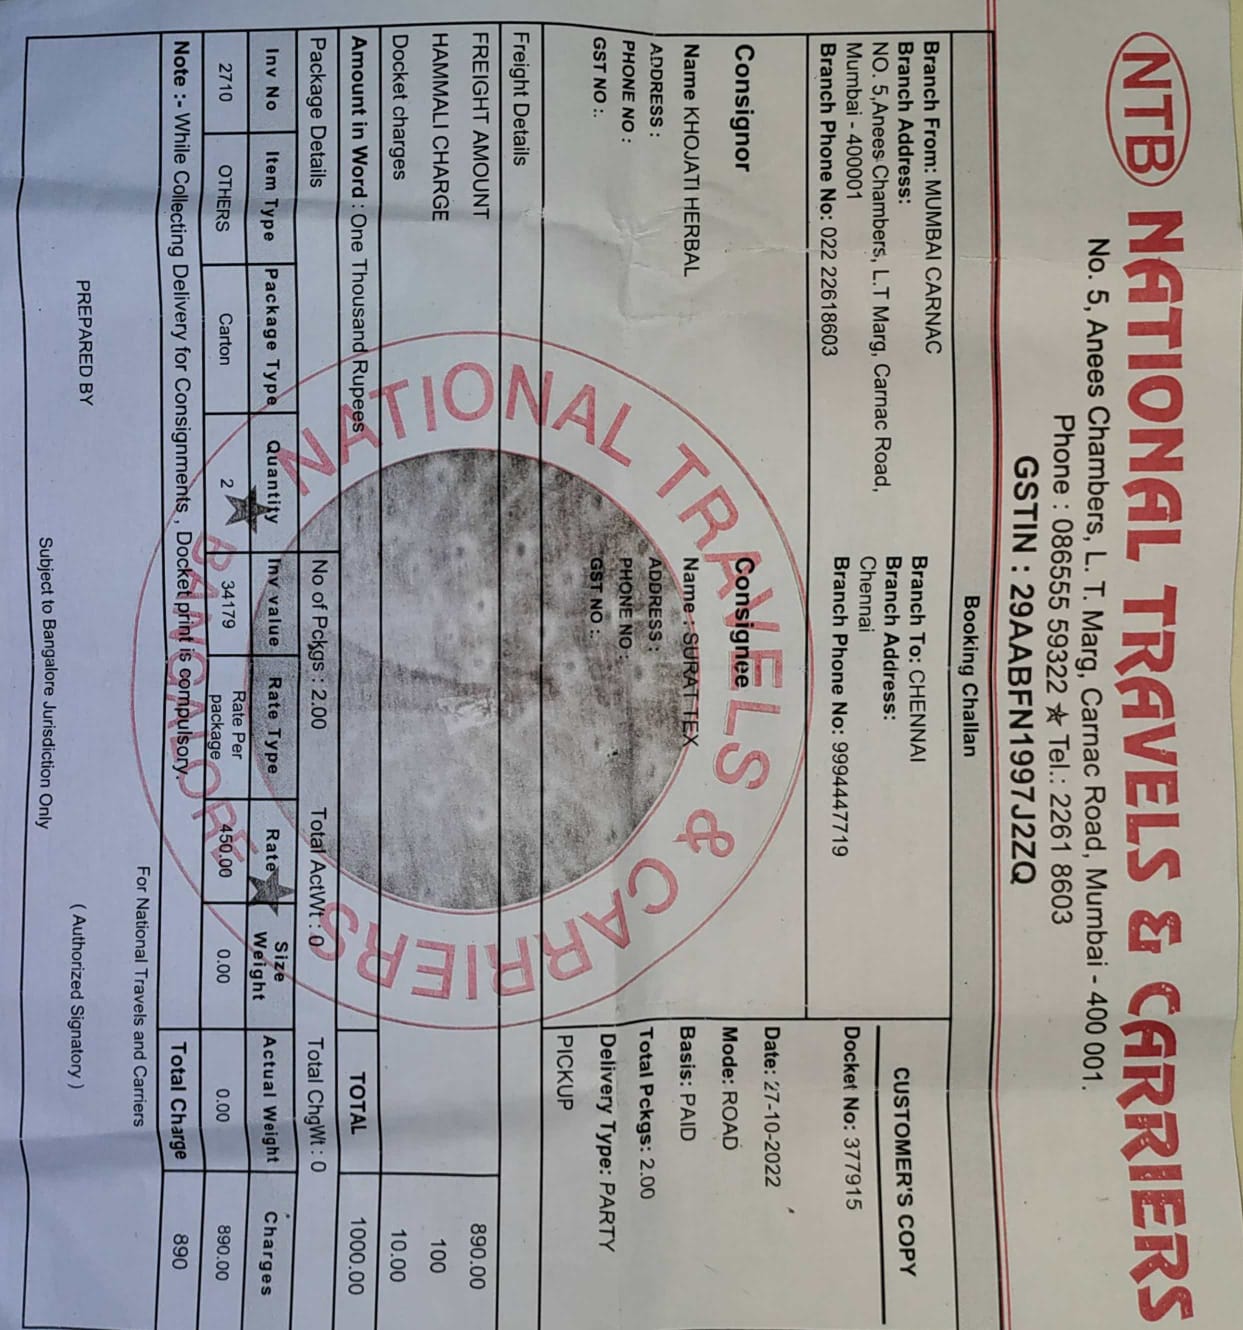 NTB NATIONAL TRAVELS & CARRIERS
No. 5, Anees Chambers, L. T. Marg, Carnac Road, Mumbai - 400 001.
Phone : 086555 59322 ★ Tel.: 2261 8603
GSTIN : 29AABFN1997J2ZQ
Booking Challan
Branch From: MUMBAI CARNAC
Branch Address:
NO. 5,Anees Chambers, L.T Marg, Carnac Road,
Mumbai - 400001
Branch Phone No: 022 22618603
Branch To: CHENNAI
Branch Address:
Chennai
Branch Phone No: 9994447719
CUSTOMER'S COPY
Docket No: 377915
Consignor
Name KHOJATI HERBAL
ADDRESS :
PHONE NO :
GST NO :.
Consignee
Name : SURAT TEX
ADDRESS :
PHONE NO :
GST NO :.
Date: 27-10-2022
Mode: ROAD
Basis: PAID
Total Pckgs: 2.00
Delivery Type: PARTY
PICKUP
Freight Details
FREIGHT AMOUNT 890.00
HAMMALI CHARGE 100
Docket charges 10.00
Amount in Word : One Thousand Rupees TOTAL 1000.00
Package Details No of Pckgs : 2.00 Total ActWt : 0 Total ChgWt : 0
Inv No Item Type Package Type Quantity Inv value Rate Type Rate Size Weight Actual Weight Charges
2710 OTHERS Carton 2 34179 Rate Per package 450.00 0.00 0.00 890.00
Note :- While Collecting Delivery for Consignments , Docket print is compulsory. Total Charge 890
For National Travels and Carriers
PREPARED BY ( Authorized Signatory )
Subject to Bangalore Jurisdiction Only
NATIONAL TRAVELS & CARRIERS
BANGALORE